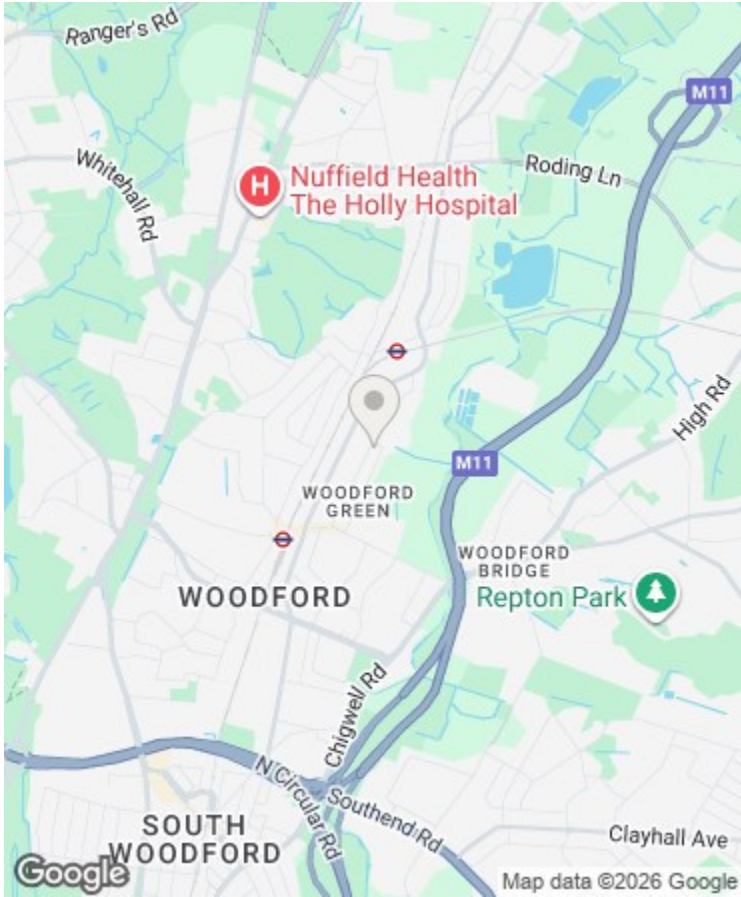 Ranger's Rd
M11
Whitehall Rd
Roding Ln
H
Nuffield Health
The Holly Hospital
High Rd
M11
WOODFORD
GREEN
WOODFORD
BRIDGE
WOODFORD
Repton Park
Chigwell Rd
N Circular Rd
Southend Rd
SOUTH
WOODFORD
Clayhall Ave
Google
Map data ©2026 Google